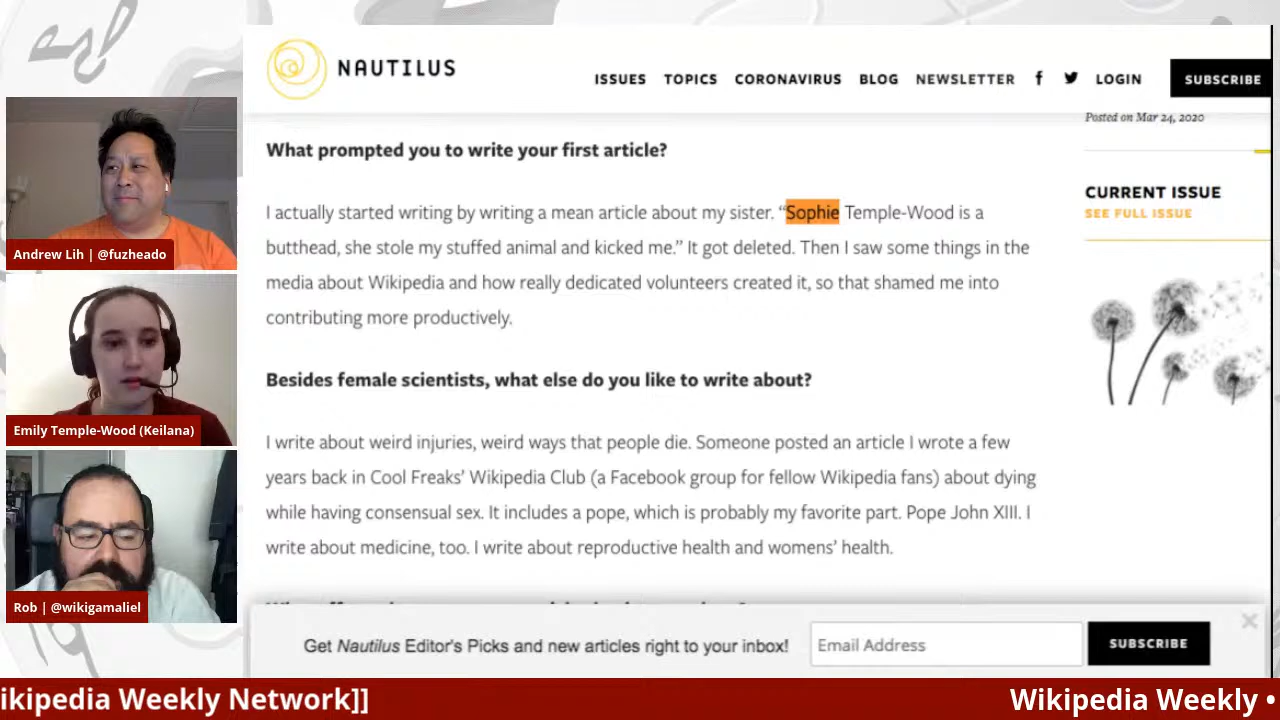 NAUTILUS
ISSUES TOPICS CORONAVIRUS BLOG NEWSLETTER f LOGIN SUBSCRIBE
Posted on Mar 24, 2020
What prompted you to write your first article?
I actually started writing by writing a mean article about my sister. “Sophie Temple-Wood is a
butthead, she stole my stuffed animal and kicked me.” It got deleted. Then I saw some things in the
media about Wikipedia and how really dedicated volunteers created it, so that shamed me into
contributing more productively.
Besides female scientists, what else do you like to write about?
I write about weird injuries, weird ways that people die. Someone posted an article I wrote a few
years back in Cool Freaks’ Wikipedia Club (a Facebook group for fellow Wikipedia fans) about dying
while having consensual sex. It includes a pope, which is probably my favorite part. Pope John XIII. I
write about medicine, too. I write about reproductive health and womens’ health.
CURRENT ISSUE
SEE FULL ISSUE
Get Nautilus Editor's Picks and new articles right to your inbox!
Email Address
SUBSCRIBE
Andrew Lih | @fuzheado
Emily Temple-Wood (Keilana)
Rob | @wikigamaliel
ikipedia Weekly Network]]
Wikipedia Weekly •